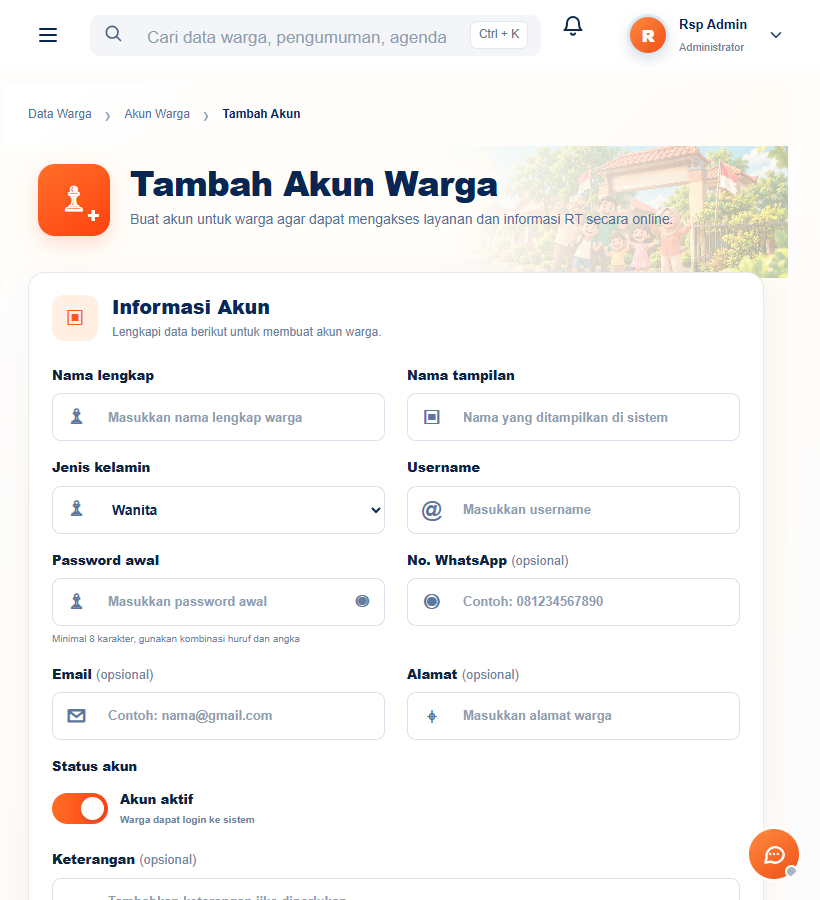 Cari data warga, pengumuman, agenda
Ctrl + K
R
Rsp Admin
Administrator
Data Warga › Akun Warga › Tambah Akun
Tambah Akun Warga
Buat akun untuk warga agar dapat mengakses layanan dan informasi RT secara online.
Informasi Akun
Lengkapi data berikut untuk membuat akun warga.
Nama lengkap
Masukkan nama lengkap warga
Nama tampilan
Nama yang ditampilkan di sistem
Jenis kelamin
Wanita
Username
@ Masukkan username
Password awal
Masukkan password awal
Minimal 8 karakter, gunakan kombinasi huruf dan angka
No. WhatsApp (opsional)
Contoh: 081234567890
Email (opsional)
Contoh: nama@gmail.com
Alamat (opsional)
Masukkan alamat warga
Status akun
Akun aktif
Warga dapat login ke sistem
Keterangan (opsional)
Tambahkan keterangan jika diperlukan